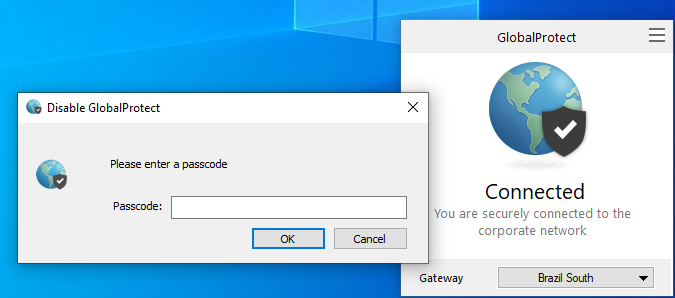 GlobalProtect
Disable GlobalProtect
Please enter a passcode
Passcode:
OK
Cancel
Connected
You are securely connected to the
corporate network
Gateway
Brazil South